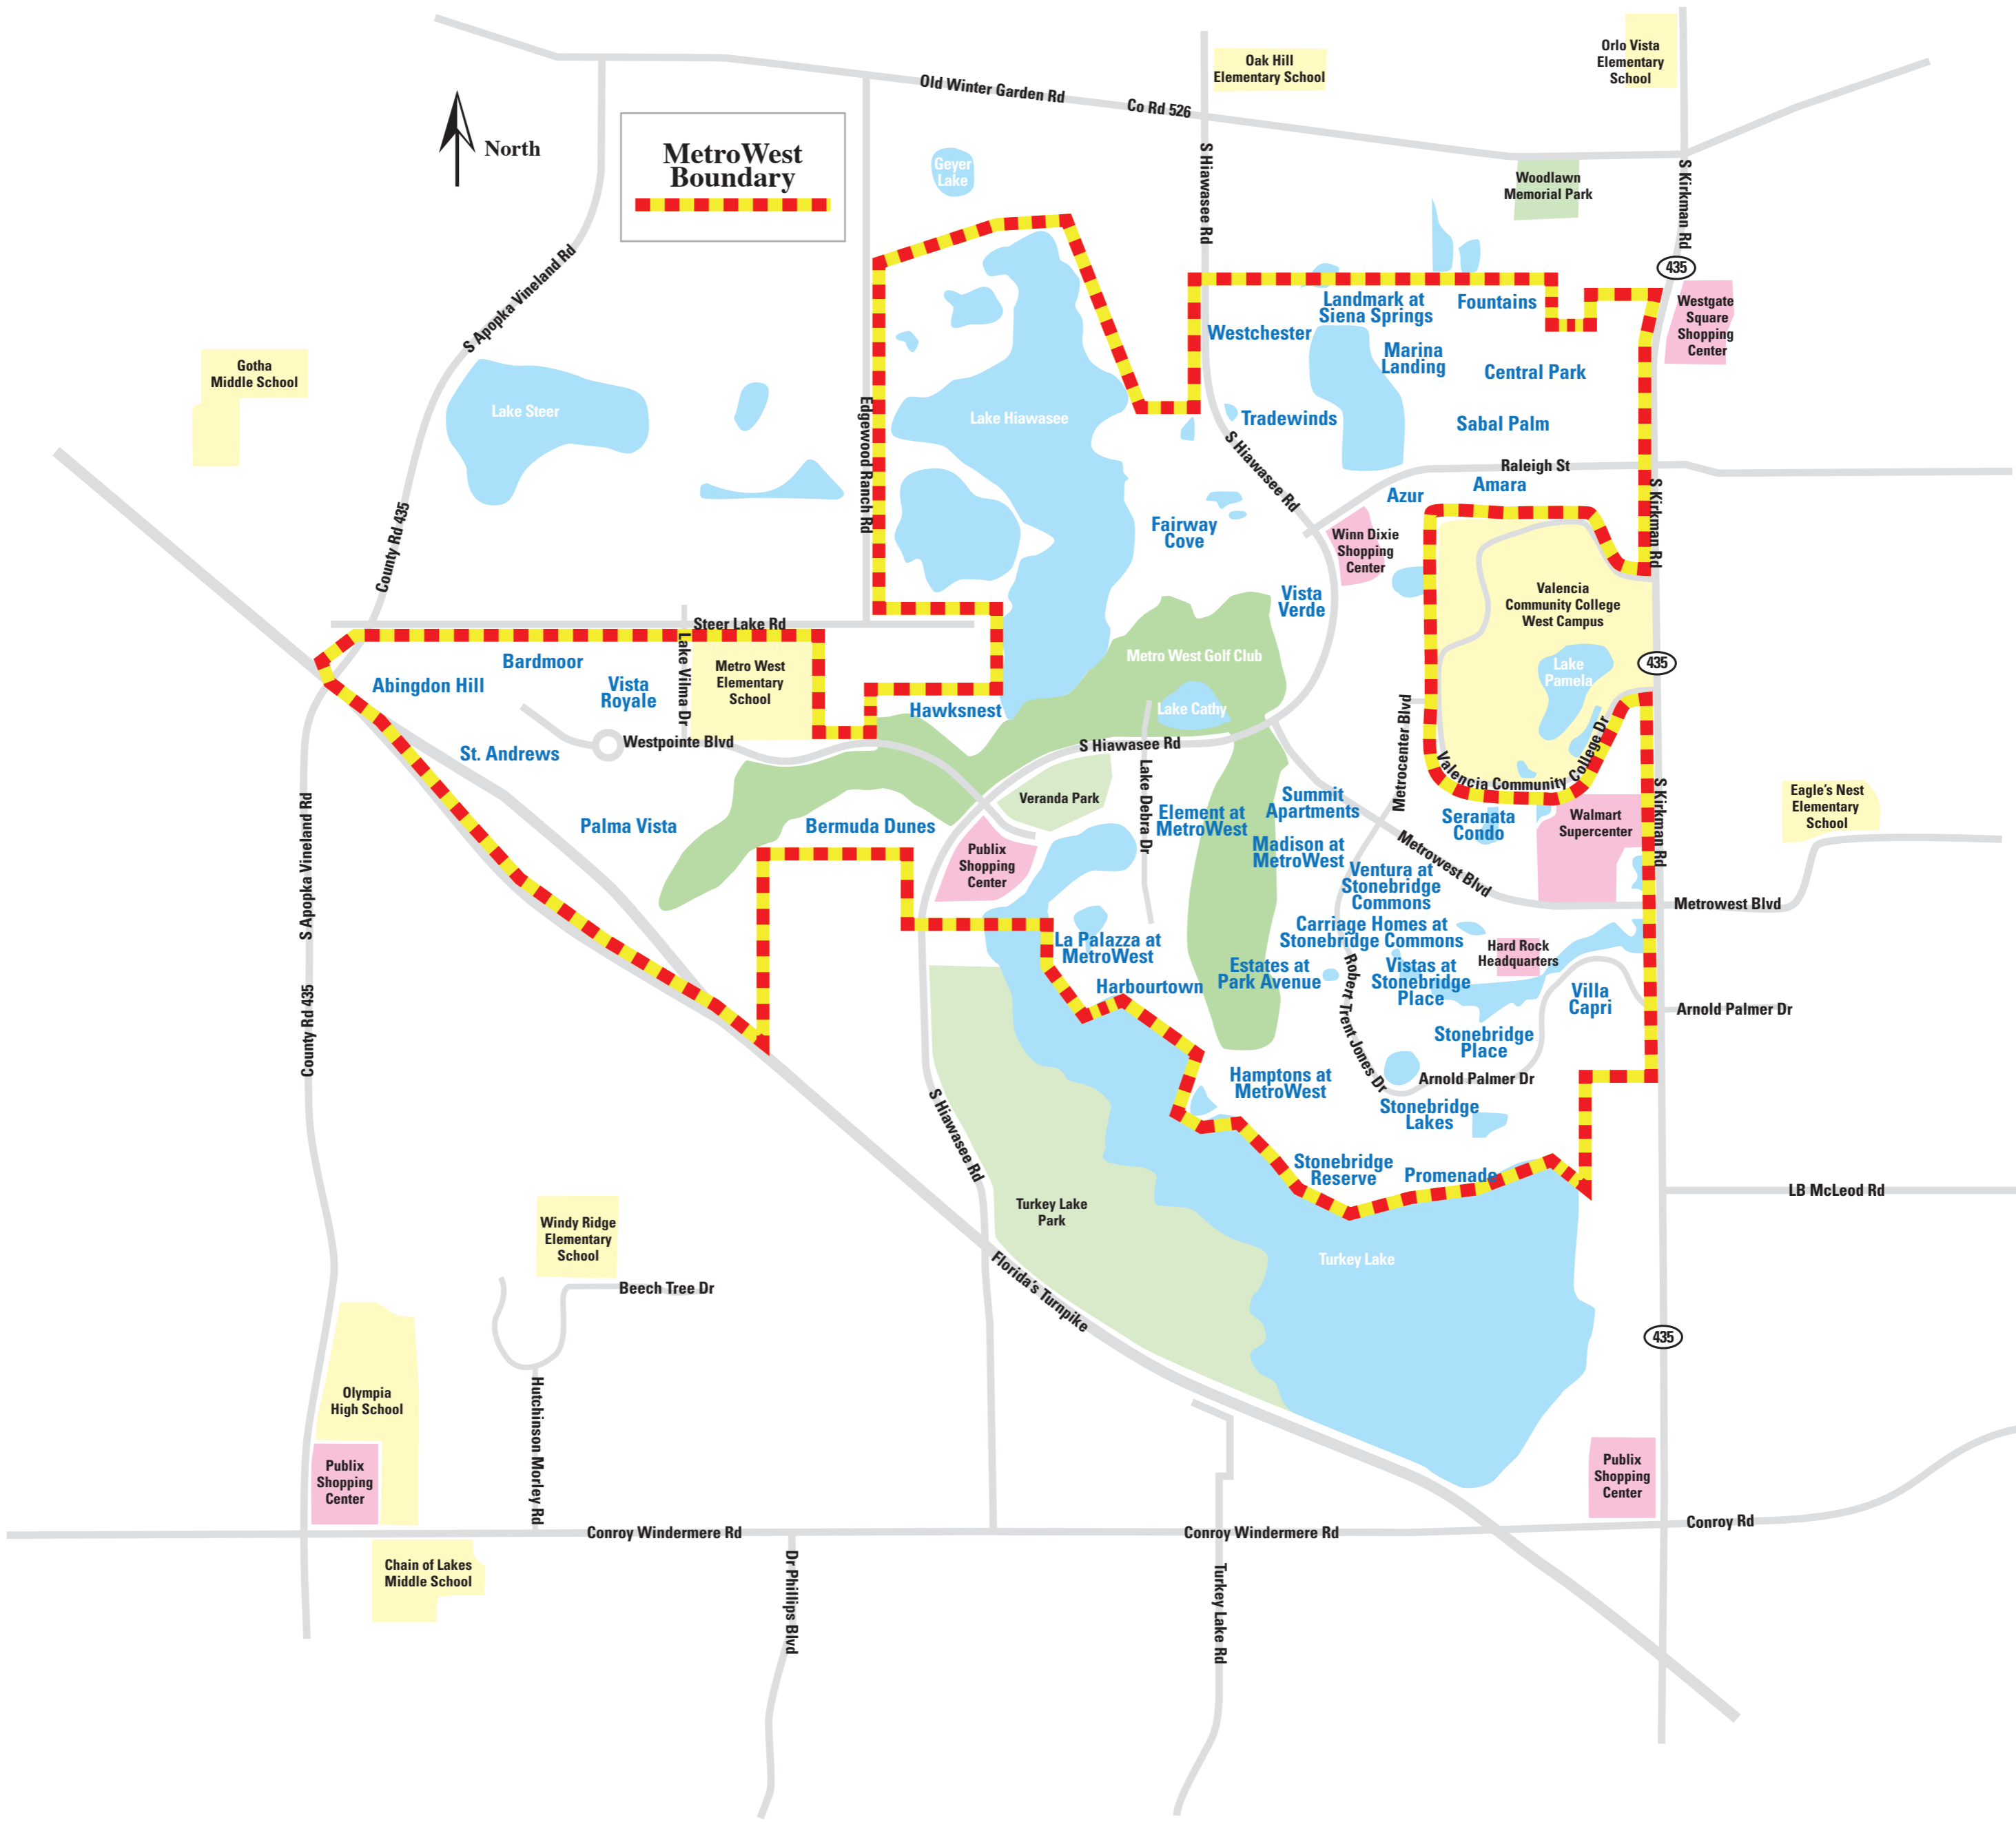 Oak Hill
Elementary School
Orlo Vista
Elementary
School
Old Winter Garden Rd
Co Rd 526
North
MetroWest
Boundary
Geyer
Lake
S Hiawasee Rd
Woodlawn
Memorial Park
S Kirkman Rd
435
S Apopka Vineland Rd
Landmark at
Siena Springs
Fountains
Westgate
Square
Shopping
Center
Westchester
Marina
Landing
Central Park
Gotha
Middle School
Lake Steer
Edgewood Ranch Rd
Lake Hiawasee
Tradewinds
Sabal Palm
S Hiawasee Rd
Raleigh St
Azur
Amara
S Kirkman Rd
County Rd 435
Fairway
Cove
Winn Dixie
Shopping
Center
Vista
Verde
Valencia
Community College
West Campus
Steer Lake Rd
Bardmoor
Abingdon Hill
Vista
Royale
Lake Vilma Dr
Metro West
Elementary
School
Metro West Golf Club
Lake
Pamela
435
Hawksnest
Lake Cathy
Metrocenter Blvd
Westpointe Blvd
St. Andrews
S Hiawasee Rd
Valencia Community College Dr
S Apopka Vineland Rd
Palma Vista
Bermuda Dunes
Veranda Park
Lake Debra Dr
Element at
MetroWest
Summit
Apartments
Seranata
Condo
Walmart
Supercenter
S Kirkman Rd
Eagle's Nest
Elementary
School
Publix
Shopping
Center
Madison at
MetroWest
Metrowest Blvd
Ventura at
Stonebridge
Commons
Metrowest Blvd
Carriage Homes at
Stonebridge Commons
La Palazza at
MetroWest
Hard Rock
Headquarters
Estates at
Park Avenue
Robert Trent Jones Dr
Vistas at
Stonebridge
Place
Harbourtown
Villa
Capri
Arnold Palmer Dr
County Rd 435
Stonebridge
Place
Hamptons at
MetroWest
Arnold Palmer Dr
Stonebridge
Lakes
S Hiawasee Rd
Stonebridge
Reserve
Promenade
LB McLeod Rd
Turkey Lake
Park
Windy Ridge
Elementary
School
Turkey Lake
Beech Tree Dr
Florida's Turnpike
435
Olympia
High School
Hutchinson Morley Rd
Publix
Shopping
Center
Publix
Shopping
Center
Conroy Windermere Rd
Conroy Windermere Rd
Conroy Rd
Chain of Lakes
Middle School
Dr Phillips Blvd
Turkey Lake Rd